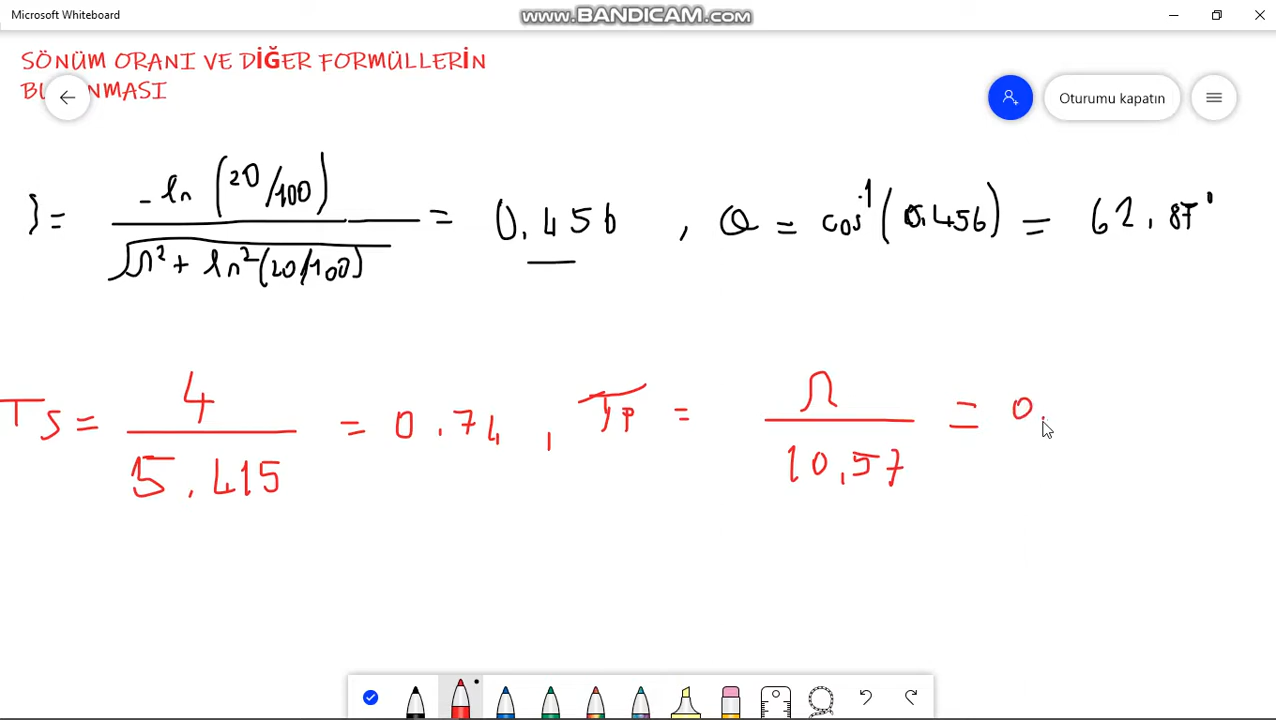 Microsoft Whiteboard
www.BANDICAM.com
SÖNÜM ORANI VE DİĞER FORMÜLLERİN
BU NMASI
Oturumu kapatın
ζ = -ln (20/100) / √(π² + ln²(20/100)) = 0.456 , θ = cos⁻¹(0.456) = 62.87°
Ts = 4 / 5.415 = 0.74 , Tp = π / 10,57 = 0.